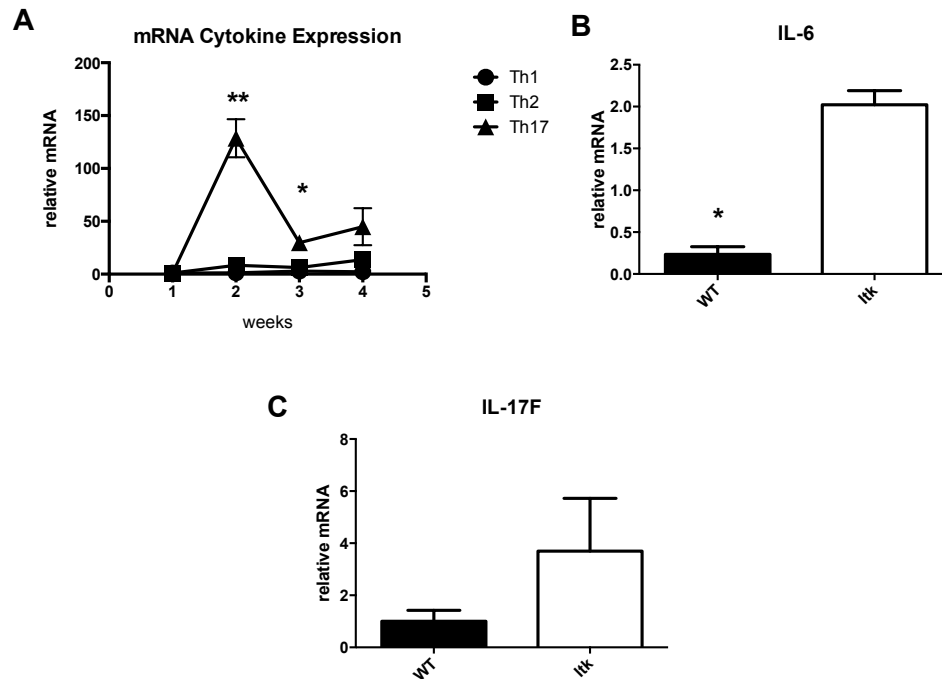 A
mRNA Cytokine Expression
200
150
100
50
0
relative mRNA
**
*
0 1 2 3 4 5
weeks
Th1
Th2
Th17
B
IL-6
2.5
2.0
1.5
1.0
0.5
0.0
relative mRNA
*
WT
Itk
C
IL-17F
8
6
4
2
0
relative mRNA
WT
Itk